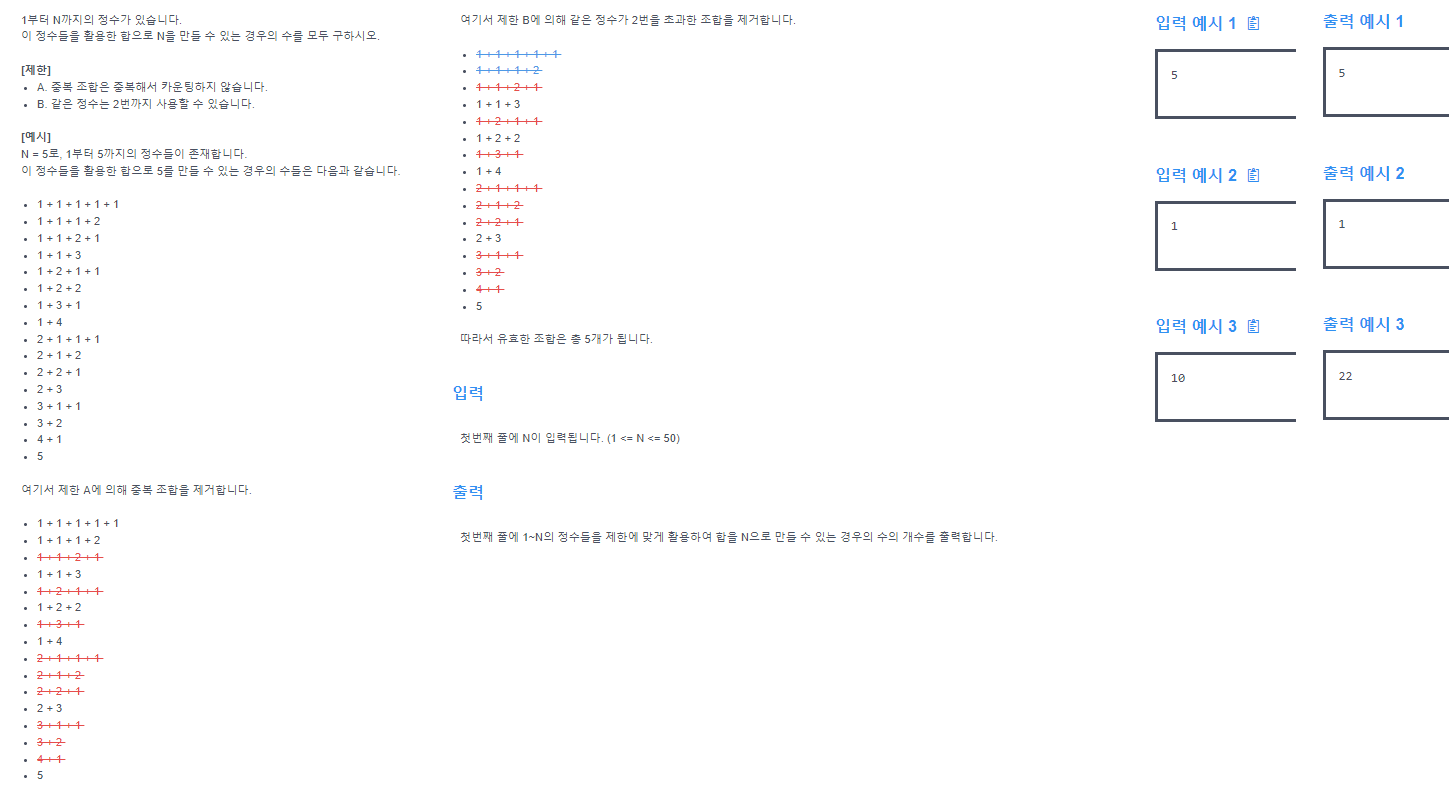 1부터 N까지의 정수가 있습니다.
이 정수들을 활용한 합으로 N을 만들 수 있는 경우의 수를 모두 구하시오.
[제한]
• A. 중복 조합은 중복해서 카운팅하지 않습니다.
• B. 같은 정수는 2번까지 사용할 수 있습니다.
[예시]
N = 5로, 1부터 5까지의 정수들이 존재합니다.
이 정수들을 활용한 합으로 5를 만들 수 있는 경우의 수들은 다음과 같습니다.
• 1 + 1 + 1 + 1 + 1
• 1 + 1 + 1 + 2
• 1 + 1 + 2 + 1
• 1 + 1 + 3
• 1 + 2 + 1 + 1
• 1 + 2 + 2
• 1 + 3 + 1
• 1 + 4
• 2 + 1 + 1 + 1
• 2 + 1 + 2
• 2 + 2 + 1
• 2 + 3
• 3 + 1 + 1
• 3 + 2
• 4 + 1
• 5
여기서 제한 A에 의해 중복 조합을 제거합니다.
• 1 + 1 + 1 + 1 + 1
• 1 + 1 + 1 + 2
• 1 + 1 + 2 + 1
• 1 + 1 + 3
• 1 + 2 + 1 + 1
• 1 + 2 + 2
• 1 + 3 + 1
• 1 + 4
• 2 + 1 + 1 + 1
• 2 + 1 + 2
• 2 + 2 + 1
• 2 + 3
• 3 + 1 + 1
• 3 + 2
• 4 + 1
• 5
여기서 제한 B에 의해 같은 정수가 2번을 초과한 조합을 제거합니다.
• 1 + 1 + 1 + 1 + 1
• 1 + 1 + 1 + 2
• 1 + 1 + 2 + 1
• 1 + 1 + 3
• 1 + 2 + 1 + 1
• 1 + 2 + 2
• 1 + 3 + 1
• 1 + 4
• 2 + 1 + 1 + 1
• 2 + 1 + 2
• 2 + 2 + 1
• 2 + 3
• 3 + 1 + 1
• 3 + 2
• 4 + 1
• 5
따라서 유효한 조합은 총 5개가 됩니다.
입력
첫번째 줄에 N이 입력됩니다. (1 <= N <= 50)
출력
첫번째 줄에 1~N의 정수들을 제한에 맞게 활용하여 합을 N으로 만들 수 있는 경우의 수의 개수를 출력합니다.
입력 예시 1
5
출력 예시 1
5
입력 예시 2
1
출력 예시 2
1
입력 예시 3
10
출력 예시 3
22